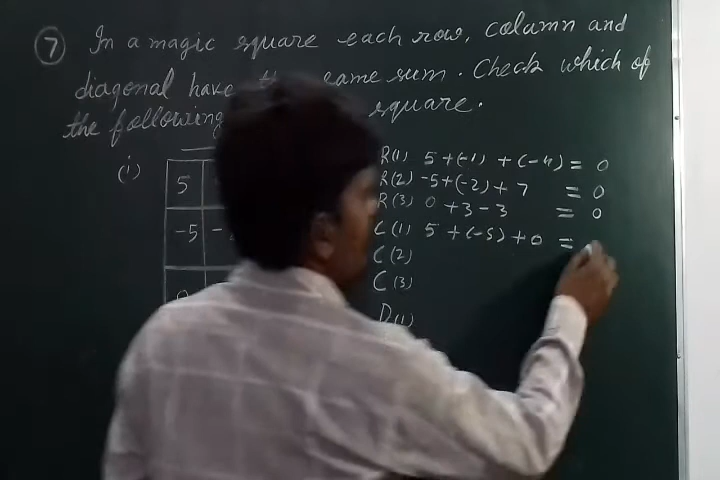 7 In a magic square each row, column and
diagonal have same sum. Check which of
the following square.
(i)
5
-5 -
R(1) 5 + (-1) + (-4) = 0
R(2) -5 + (-2) + 7 = 0
R(3) 0 + 3 - 3 = 0
C(1) 5 + (-5) + 0 =
C(2)
C(3)
D(1)